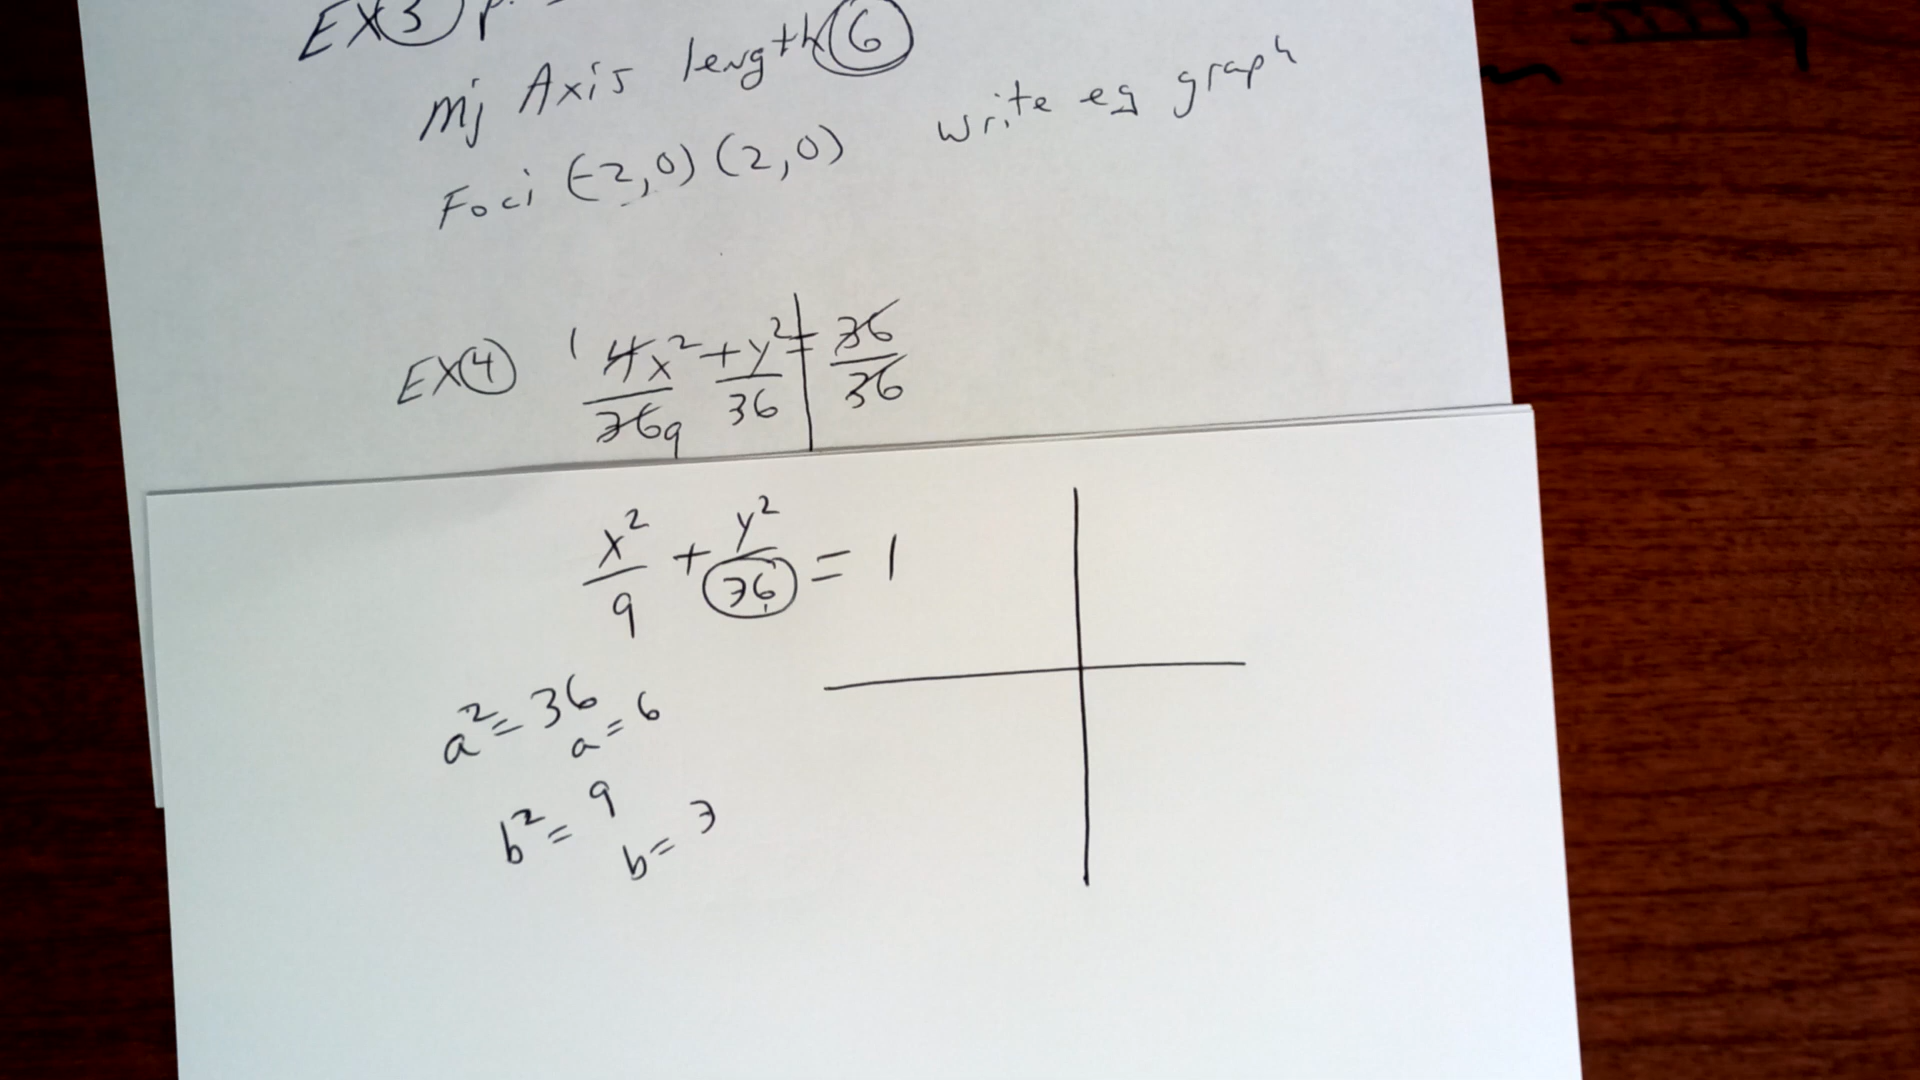 EX③
Mj Axis length ⑥
Foci (-2,0) (2,0) write eq graph
EX④ 1 4x² + y² = 36
36 9 36 36
x² + y² = 1
9 36
a² = 36
a = 6
b² = 9
b = 3